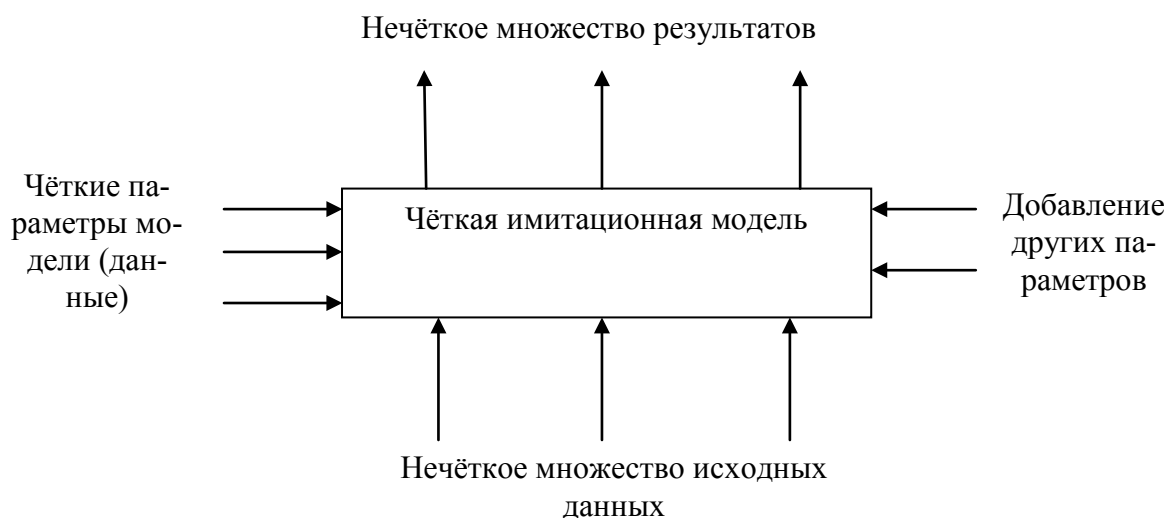 Нечёткое множество результатов
Чёткие па-
раметры мо-
дели (дан-
ные)
Чёткая имитационная модель
Добавление
других па-
раметров
Нечёткое множество исходных
данных